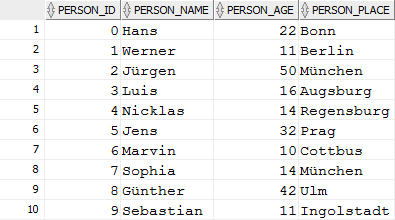 PERSON_ID PERSON_NAME PERSON_AGE PERSON_PLACE
1 0 Hans 22 Bonn
2 1 Werner 11 Berlin
3 2 Jürgen 50 München
4 3 Luis 16 Augsburg
5 4 Nicklas 14 Regensburg
6 5 Jens 32 Prag
7 6 Marvin 10 Cottbus
8 7 Sophia 14 München
9 8 Günther 42 Ulm
10 9 Sebastian 11 Ingolstadt